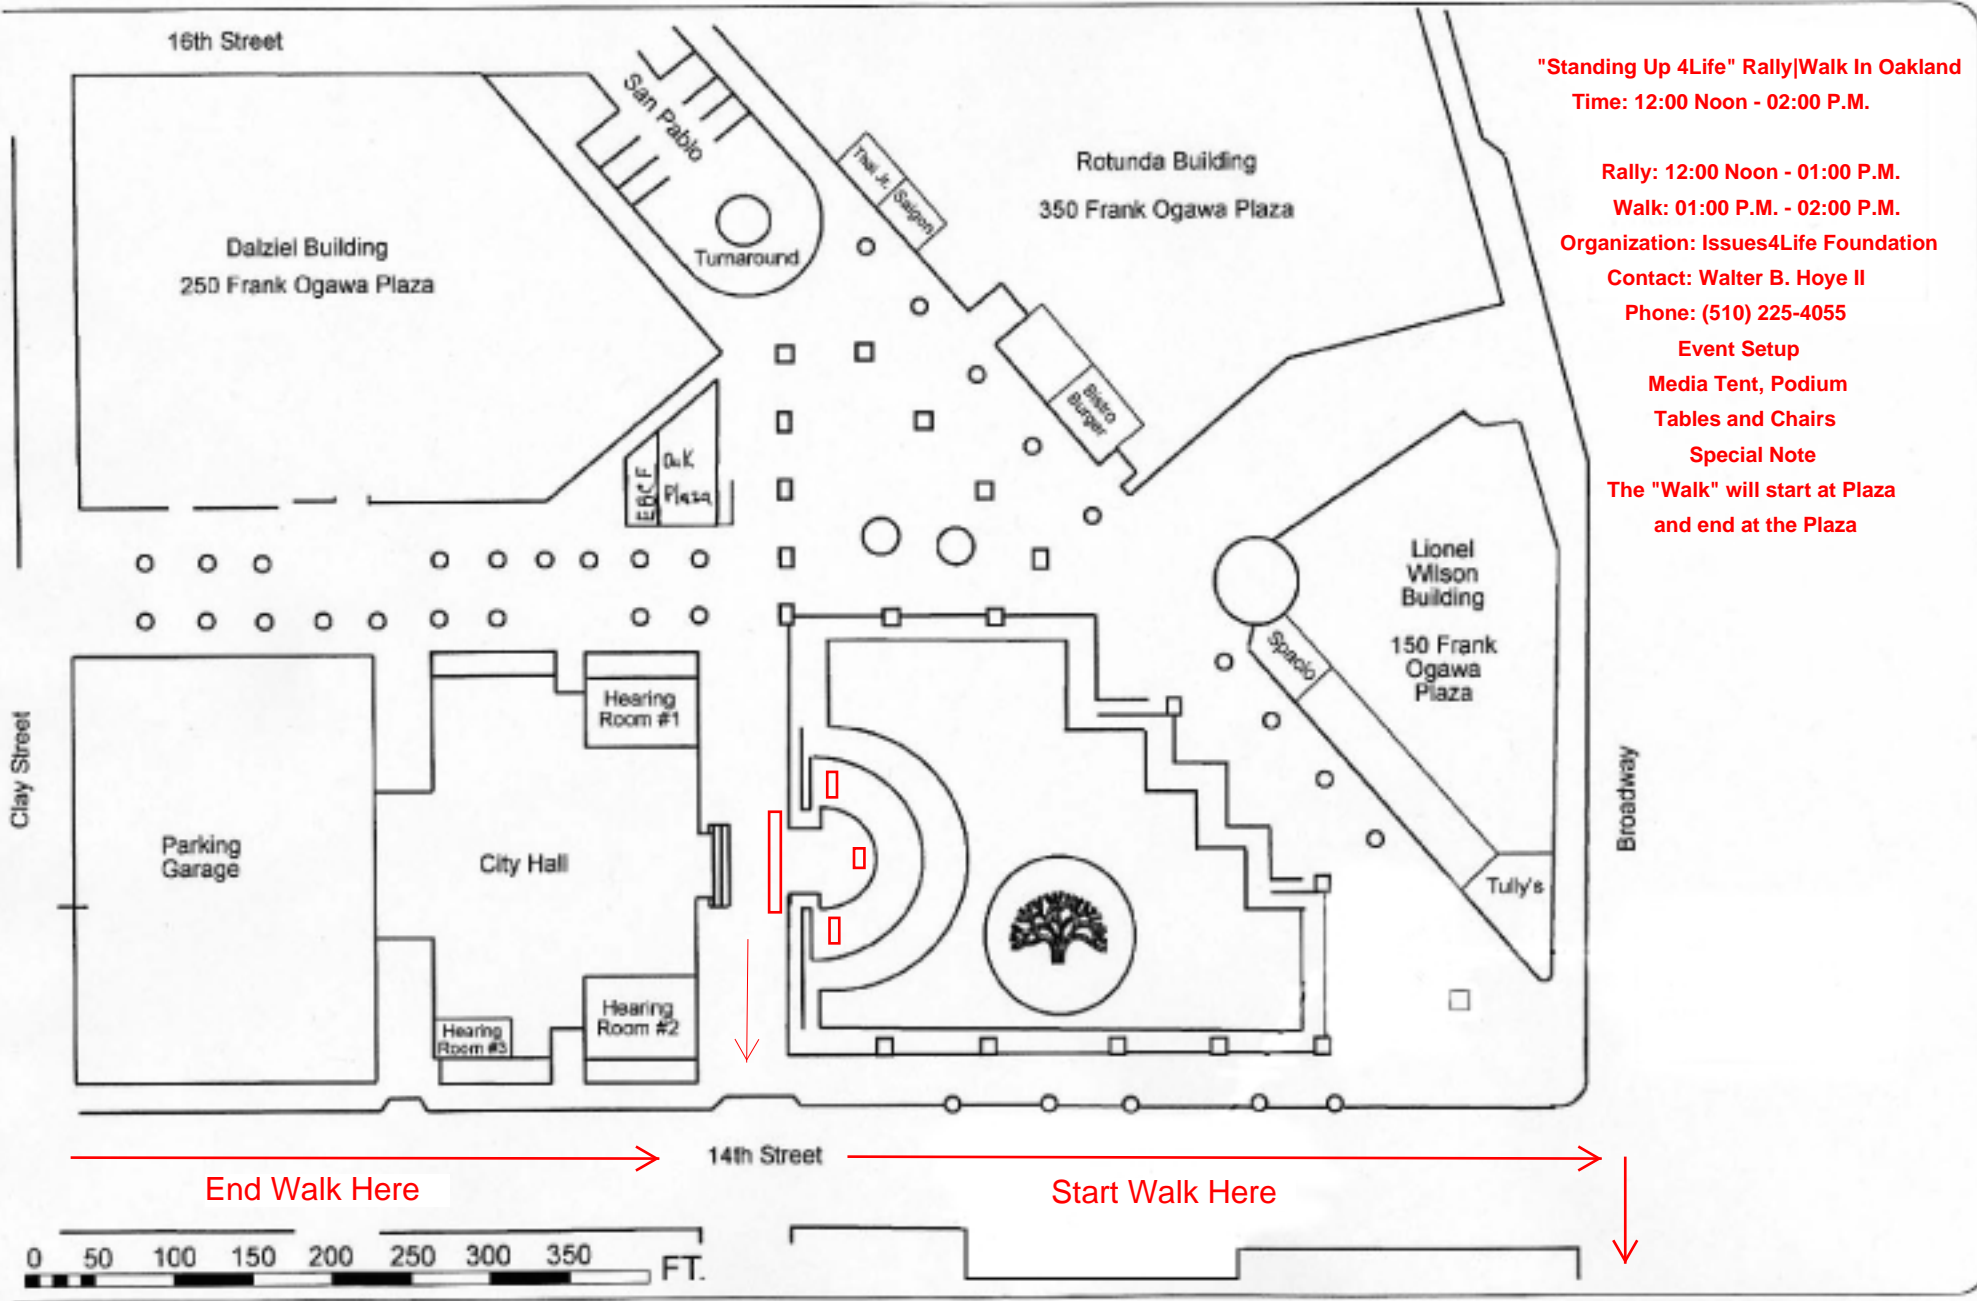 16th Street
"Standing Up 4Life" Rally|Walk In Oakland
Time: 12:00 Noon - 02:00 P.M.
Rally: 12:00 Noon - 01:00 P.M.
Walk: 01:00 P.M. - 02:00 P.M.
Organization: Issues4Life Foundation
Contact: Walter B. Hoye II
Phone: (510) 225-4055
Event Setup
Media Tent, Podium
Tables and Chairs
Special Note
The "Walk" will start at Plaza
and end at the Plaza
San Pablo
Thai Jr.
Saigon
Rotunda Building
350 Frank Ogawa Plaza
Dalziel Building
250 Frank Ogawa Plaza
Turnaround
Bistro
Burger
EBCF
Oak
Plaza
Lionel
Wilson
Building
150 Frank
Ogawa
Plaza
Spacio
Hearing
Room #1
Clay Street
Broadway
Parking
Garage
City Hall
Tully's
Hearing
Room #2
Hearing
Room #3
14th Street
End Walk Here
Start Walk Here
0 50 100 150 200 250 300 350 FT.